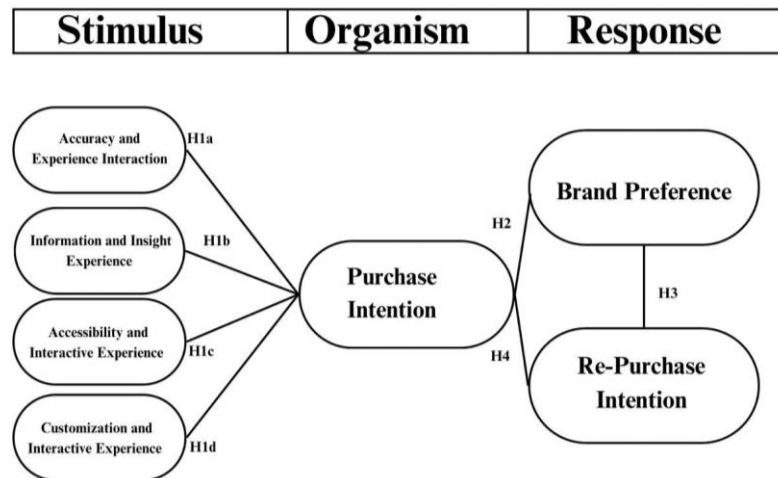 Stimulus
Organism
Response
Accuracy and
Experience Interaction
H1a
Information and Insight
Experience
H1b
Accessibility and
Interactive Experience
H1c
Customization and
Interactive Experience
H1d
Purchase
Intention
H2
H4
Brand Preference
H3
Re-Purchase
Intention